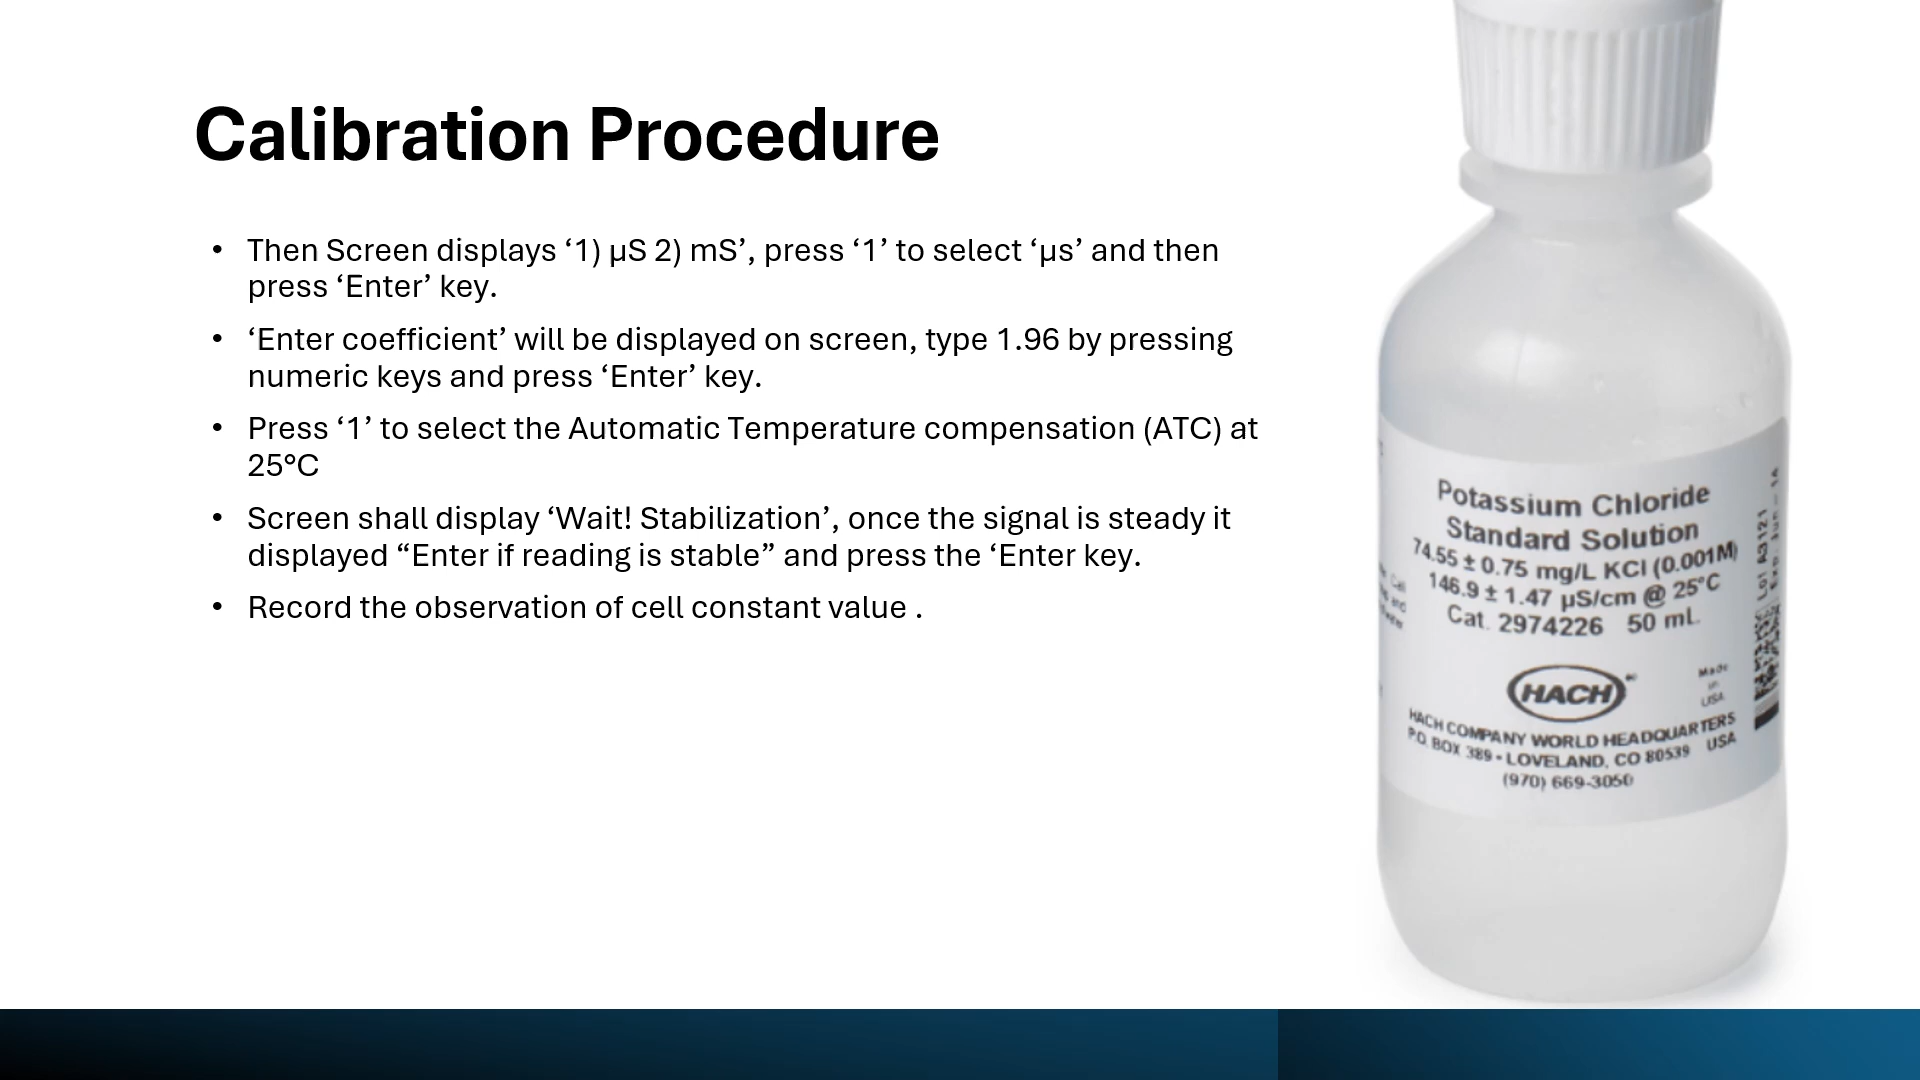 Calibration Procedure
• Then Screen displays ‘1) µS 2) mS’, press ‘1’ to select ‘µs’ and then
press ‘Enter’ key.
• ‘Enter coefficient’ will be displayed on screen, type 1.96 by pressing
numeric keys and press ‘Enter’ key.
• Press ‘1’ to select the Automatic Temperature compensation (ATC) at
25°C
• Screen shall display ‘Wait! Stabilization’, once the signal is steady it
displayed “Enter if reading is stable” and press the ‘Enter key.
• Record the observation of cell constant value .
Potassium Chloride
Standard Solution
74.55 ± 0.75 mg/L KCl (0.001M)
146.9 ± 1.47 µS/cm @ 25°C
Cat. 2974226 50 mL
HACH
Made
in
USA
HACH COMPANY WORLD HEADQUARTERS
P.O. BOX 389 • LOVELAND, CO 80539 USA
(970) 669-3050
Lot A3121